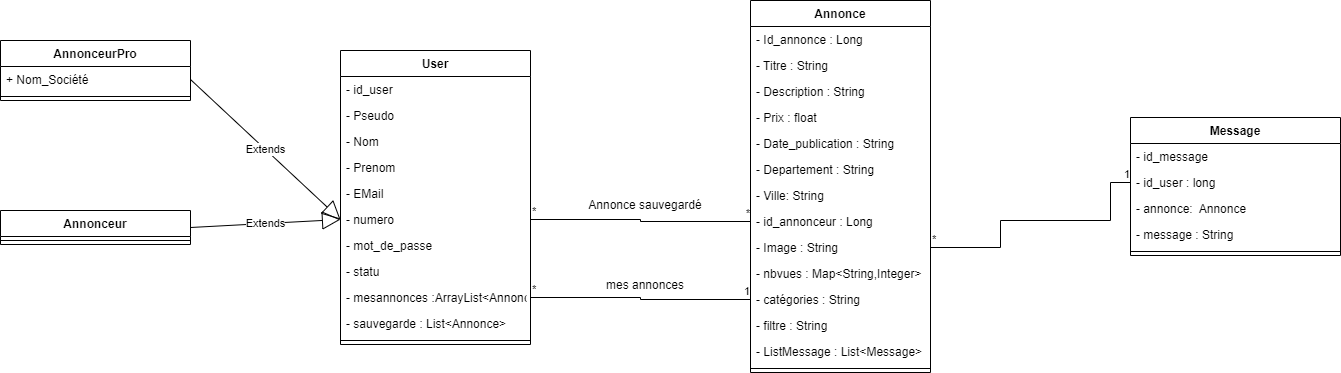 AnnonceurPro
+ Nom_Société
Extends
Annonceur
Extends
User
- id_user
- Pseudo
- Nom
- Prenom
- EMail
- numero
- mot_de_passe
- statu
- mesannonces :ArrayList<Annonc
- sauvegarde : List<Annonce>
*
Annonce sauvegardé
*
*
mes annonces
1
Annonce
- Id_annonce : Long
- Titre : String
- Description : String
- Prix : float
- Date_publication : String
- Departement : String
- Ville: String
- id_annonceur : Long
- Image : String
- nbvues : Map<String,Integer>
- catégories : String
- filtre : String
- ListMessage : List<Message>
*
1
Message
- id_message
- id_user : long
- annonce:  Annonce
- message : String